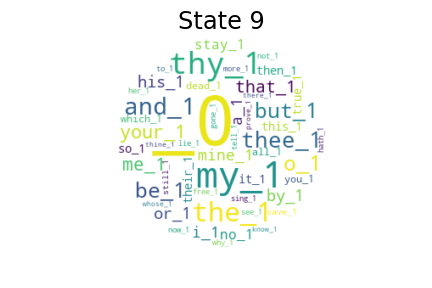 State 9
stay_1
to_1 more_1 not_1
thy_1 then_1
his_1 dead_1 that_1
her_1 there_1 true_1
and_1 _0 gone_1 a_1 prove_1 but_1
which_1 this_1
your_1 tell_1 thee_1 hath_1
so_1 thine_1 lie_1 mine_1 all_1
me_1 still_1 their_1 my_1 it_1 o_1
you_1
be_1 free_1 sing_1 by_1
whose_1 the_1 see_1 save_1
or_1
now_1 i_1 no_1 know_1
why_1